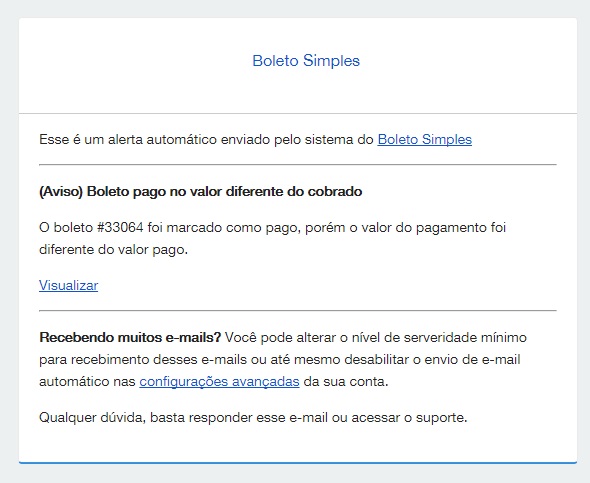 Boleto Simples
Esse é um alerta automático enviado pelo sistema do Boleto Simples
(Aviso) Boleto pago no valor diferente do cobrado
O boleto #33064 foi marcado como pago, porém o valor do pagamento foi
diferente do valor pago.
Visualizar
Recebendo muitos e-mails? Você pode alterar o nível de serveridade mínimo
para recebimento desses e-mails ou até mesmo desabilitar o envio de e-mail
automático nas configurações avançadas da sua conta.
Qualquer dúvida, basta responder esse e-mail ou acessar o suporte.